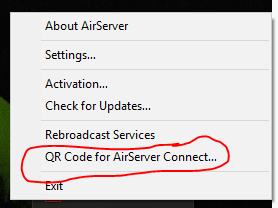 About AirServer
Settings...
Activation...
Check for Updates...
Rebroadcast Services
QR Code for AirServer Connect...
Exit